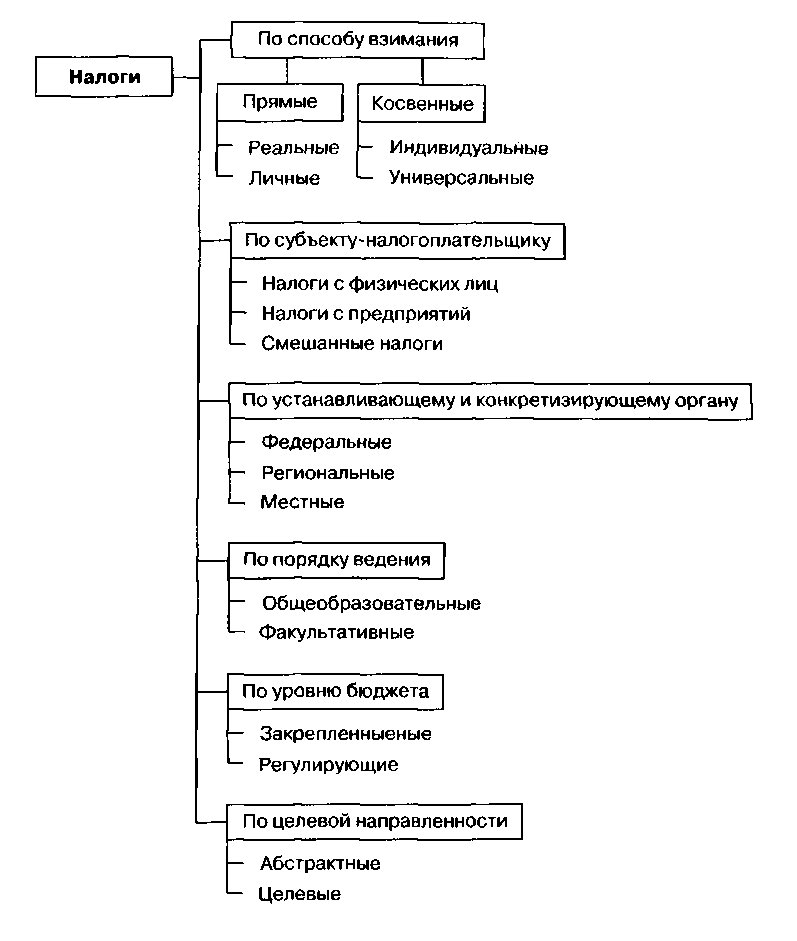 По способу взимания
Налоги
Прямые
Косвенные
Реальные
Индивидуальные
Личные
Универсальные
По субъекту-налогоплательщику
Налоги с физических лиц
Налоги с предприятий
Смешанные налоги
По устанавливающему и конкретизирующему органу
Федеральные
Региональные
Местные
По порядку ведения
Общеобразовательные
Факультативные
По уровню бюджета
Закрепленныеные
Регулирующие
По целевой направленности
Абстрактные
Целевые